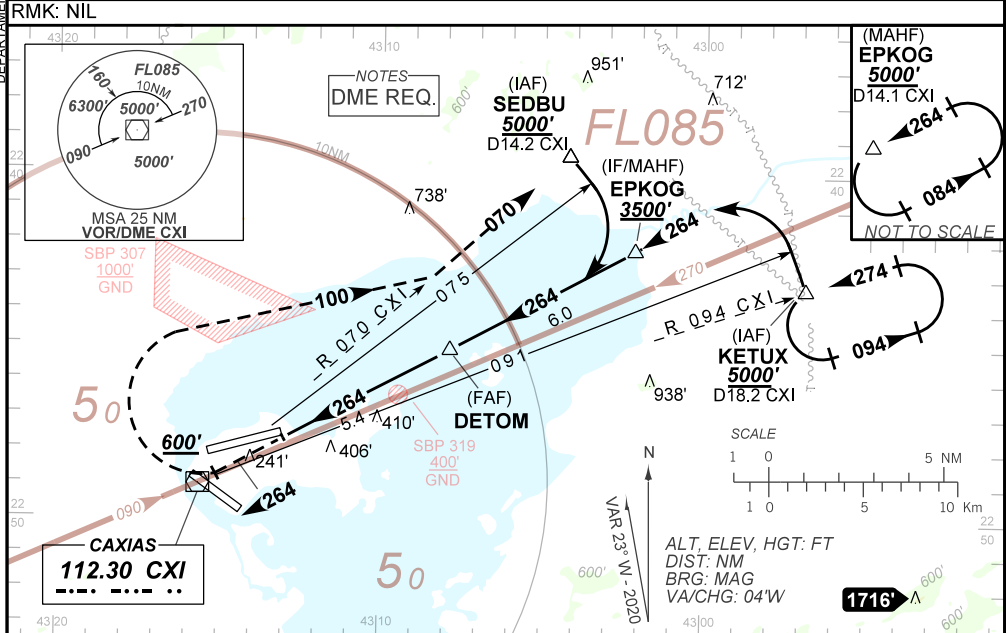 RMK: NIL
DEPARTAMEN
43 20
43 10
43 00
160
FL085
10NM
6300'
5000'
270
090
5000'
MSA 25 NM
VOR/DME CXI
NOTES
DME REQ.
600'
951'
712'
(IAF)
SEDBU
5000'
D14.2 CXI
FL085
(MAHF)
EPKOG
5000'
D14.1 CXI
264
084
NOT TO SCALE
22
40
22
40
10NM
738'
(IF/MAHF)
EPKOG
3500'
264
070
SBP 307
1000'
GND
100
R 070 CXI
075
264
6.0
270
R 094 CXI
091
274
094
(IAF)
KETUX
5000'
D18.2 CXI
50
264
(FAF)
DETOM
938'
5.4
410'
406'
SBP 319
400'
GND
600'
241'
264
090
SCALE
1 0 5 NM
1 0 5 10 Km
N
VAR 23° W - 2020
22
50
22
50
CAXIAS
112.30 CXI
50
600'
ALT, ELEV, HGT: FT
DIST: NM
BRG: MAG
VA/CHG: 04'W
1716'
600'
600'
43 20
43 10
43 00